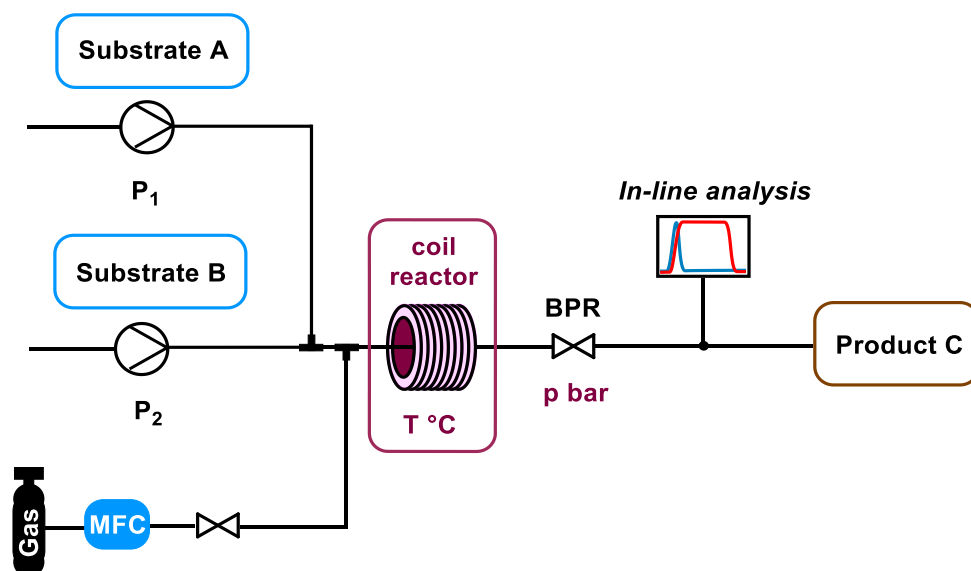 Substrate A
P1
In-line analysis
Substrate B
coil
reactor
BPR
Product C
P2
T °C
p bar
Gas
MFC